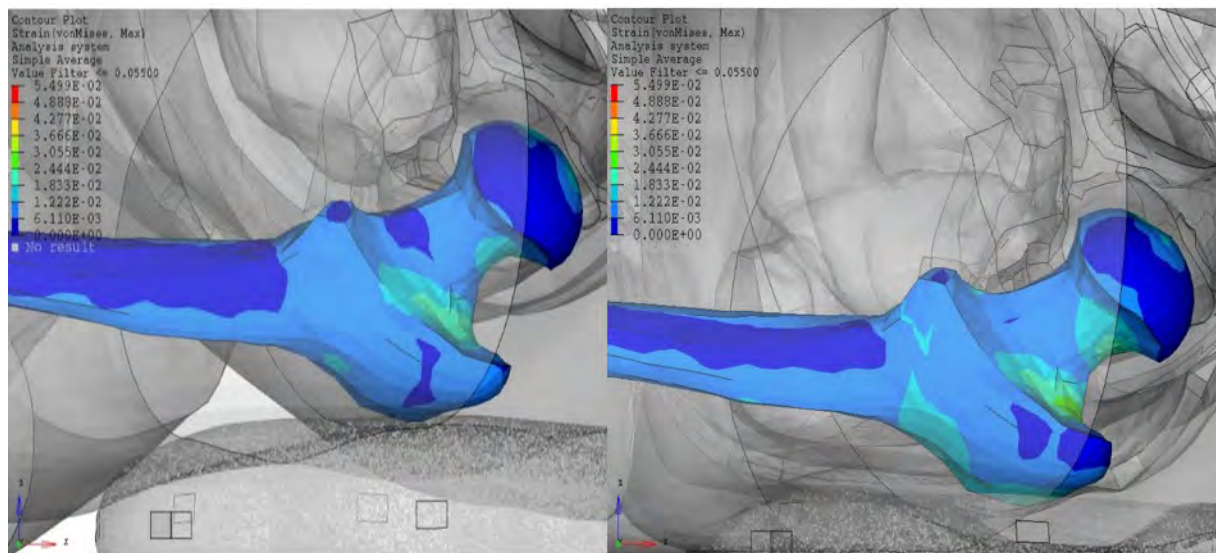 Contour Plot
Strain(vonMises, Max)
Analysis system
Simple Average
Value Filter <= 0.05500
5.499E-02
4.888E-02
4.277E-02
3.666E-02
3.055E-02
2.444E-02
1.833E-02
1.222E-02
6.110E-03
0.000E+00
No result
X
Z
Contour Plot
Strain(vonMises, Max)
Analysis system
Simple Average
Value Filter <= 0.05500
5.499E-02
4.888E-02
4.277E-02
3.666E-02
3.055E-02
2.444E-02
1.833E-02
1.222E-02
6.110E-03
0.000E+00
X